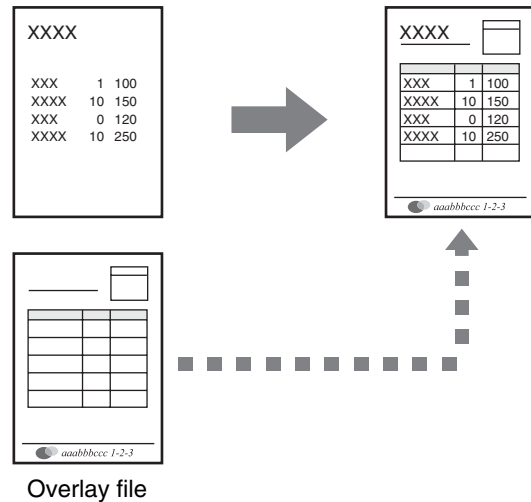 XXXX
XXX 1 100
XXXX 10 150
XXX 0 120
XXXX 10 250
XXXX
XXX 1 100
XXXX 10 150
XXX 0 120
XXXX 10 250
aaabbbccc 1-2-3
aaabbbccc 1-2-3
Overlay file